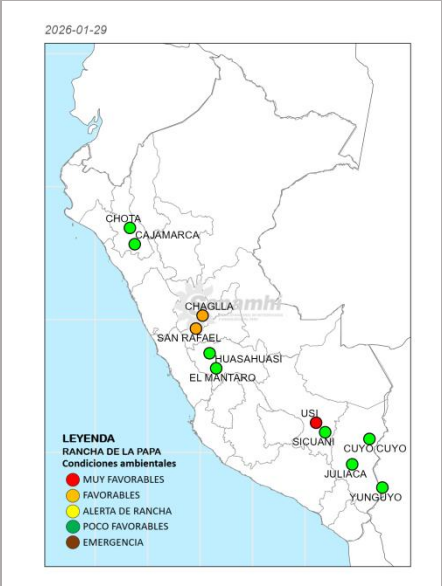 2026-01-29
CHOTA
CAJAMARCA
CHAGLLA
SAN RAFAEL
HUASAHUASI
EL MANTARO
USI
SICUANI
CUYO CUYO
JULIACA
YUNGUYO
LEYENDA
RANCHA DE LA PAPA
Condiciones ambientales
MUY FAVORABLES
FAVORABLES
ALERTA DE RANCHA
POCO FAVORABLES
EMERGENCIA